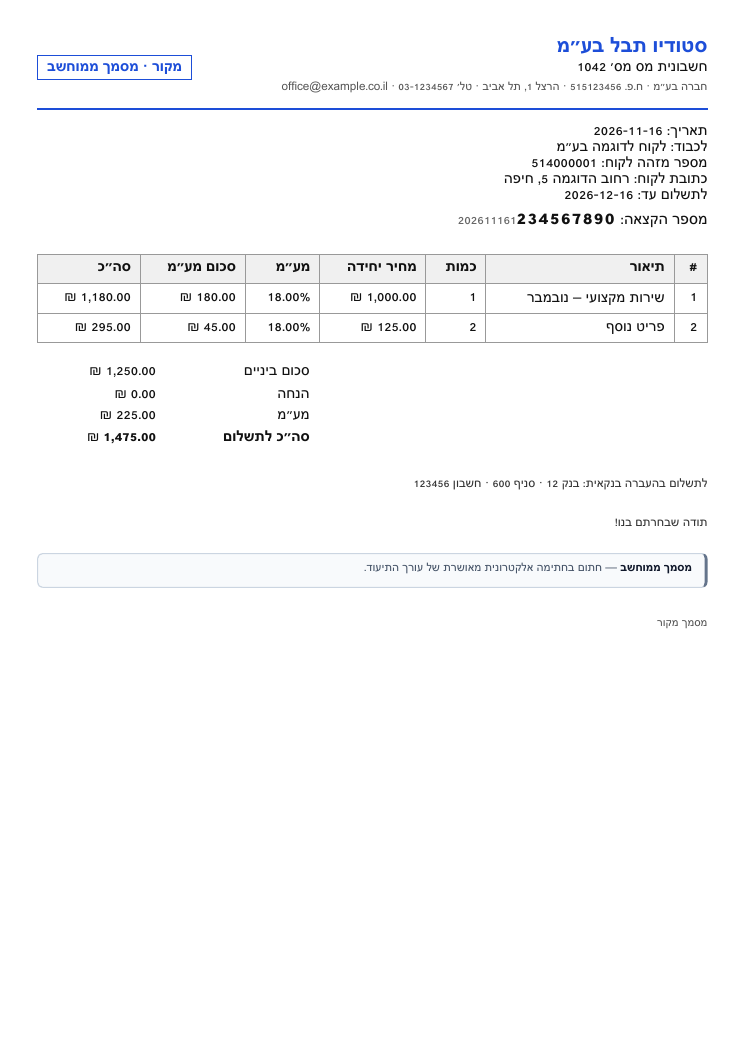 סטודיו תבל בע״מ
חשבונית מס מס׳ 1042
חברה בע״מ · ח.פ. 515123456 · הרצל 1, תל אביב · טל׳ 03-1234567 · office@example.co.il
מקור · מסמך ממוחשב
תאריך: 2026-11-16
לכבוד: לקוח לדוגמה בע״מ
מספר מזהה לקוח: 514000001
כתובת לקוח: רחוב הדוגמה 5, חיפה
לתשלום עד: 2026-12-16
מספר הקצאה: 202611161234567890
# תיאור כמות מחיר יחידה מע״מ סכום מע״מ סה״כ
1 שירות מקצועי – נובמבר 1 1,000.00 ₪ 18.00% 180.00 ₪ 1,180.00 ₪
2 פריט נוסף 2 125.00 ₪ 18.00% 45.00 ₪ 295.00 ₪
סכום ביניים 1,250.00 ₪
הנחה 0.00 ₪
מע״מ 225.00 ₪
סה״כ לתשלום 1,475.00 ₪
לתשלום בהעברה בנקאית: בנק 12 · סניף 600 · חשבון 123456
תודה שבחרתם בנו!
מסמך ממוחשב — חתום בחתימה אלקטרונית מאושרת של עורך התיעוד.
מסמך מקור